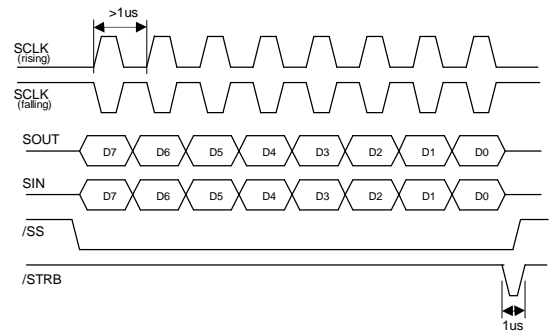 >1us
SCLK
(rising)
SCLK
(falling)
SOUT
D7 D6 D5 D4 D3 D2 D1 D0
SIN
D7 D6 D5 D4 D3 D2 D1 D0
/SS
/STRB
1us